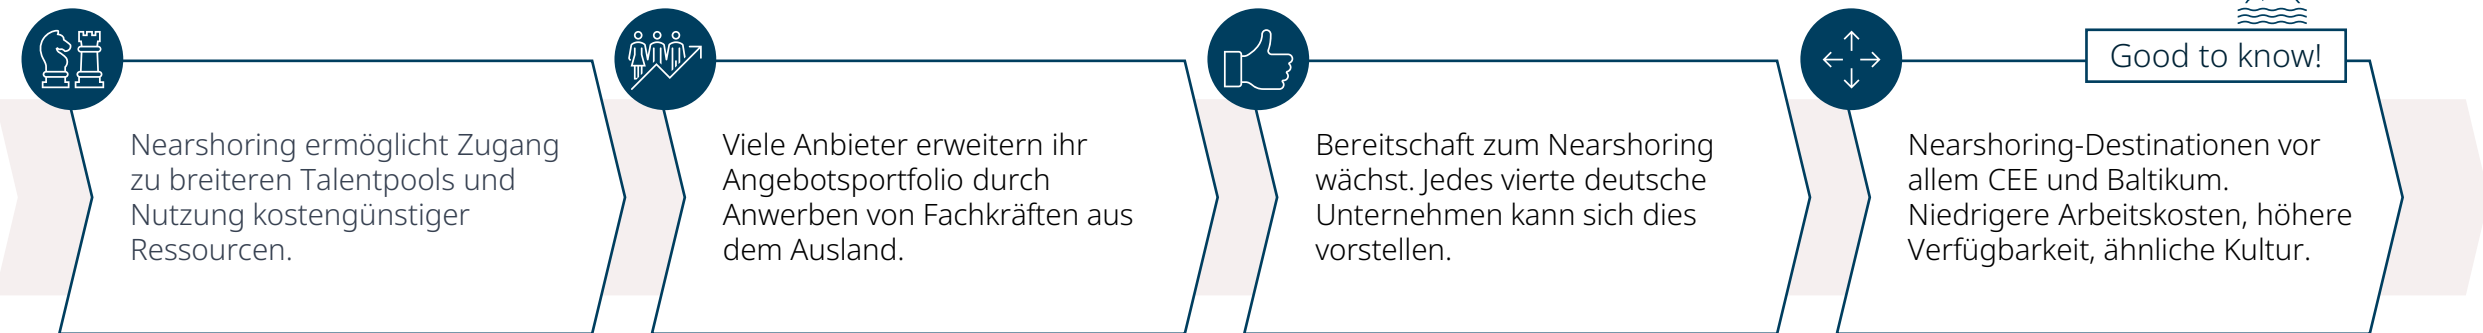 Nearshoring ermöglicht Zugang
zu breiteren Talentpools und
Nutzung kostengünstiger
Ressourcen.
Viele Anbieter erweitern ihr
Angebotsportfolio durch
Anwerben von Fachkräften aus
dem Ausland.
Bereitschaft zum Nearshoring
wächst. Jedes vierte deutsche
Unternehmen kann sich dies
vorstellen.
Good to know!
Nearshoring-Destinationen vor
allem CEE und Baltikum.
Niedrigere Arbeitskosten, höhere
Verfügbarkeit, ähnliche Kultur.